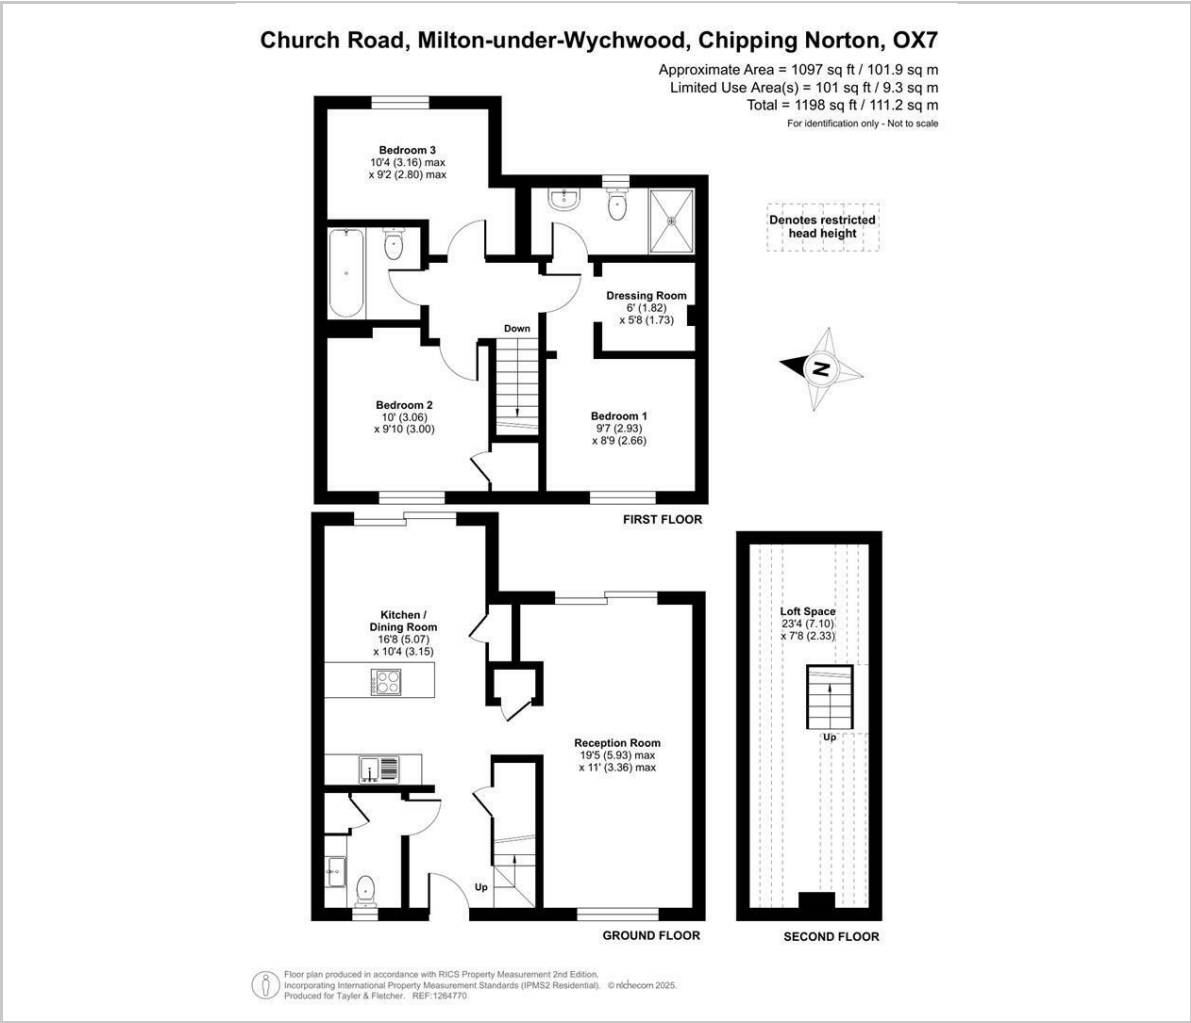 Church Road, Milton-under-Wychwood, Chipping Norton, OX7
Approximate Area = 1097 sq ft / 101.9 sq m
Limited Use Area(s) = 101 sq ft / 9.3 sq m
Total = 1198 sq ft / 111.2 sq m
For identification only - Not to scale
Bedroom 3
10'4 (3.16) max
x 9'2 (2.80) max
Denotes restricted
head height
Dressing Room
6' (1.82)
x 5'8 (1.73)
Down
N
Bedroom 2
10' (3.06)
x 9'10 (3.00)
Bedroom 1
9'7 (2.93)
x 8'9 (2.66)
FIRST FLOOR
Kitchen /
Dining Room
16'8 (5.07)
x 10'4 (3.15)
Loft Space
23'4 (7.10)
x 7'8 (2.33)
Up
Reception Room
19'5 (5.93) max
x 11' (3.36) max
Up
GROUND FLOOR
SECOND FLOOR
Floor plan produced in accordance with RICS Property Measurement 2nd Edition,
Incorporating International Property Measurement Standards (IPMS2 Residential). © nichecom 2025.
Produced for Tayler & Fletcher. REF: 1264770